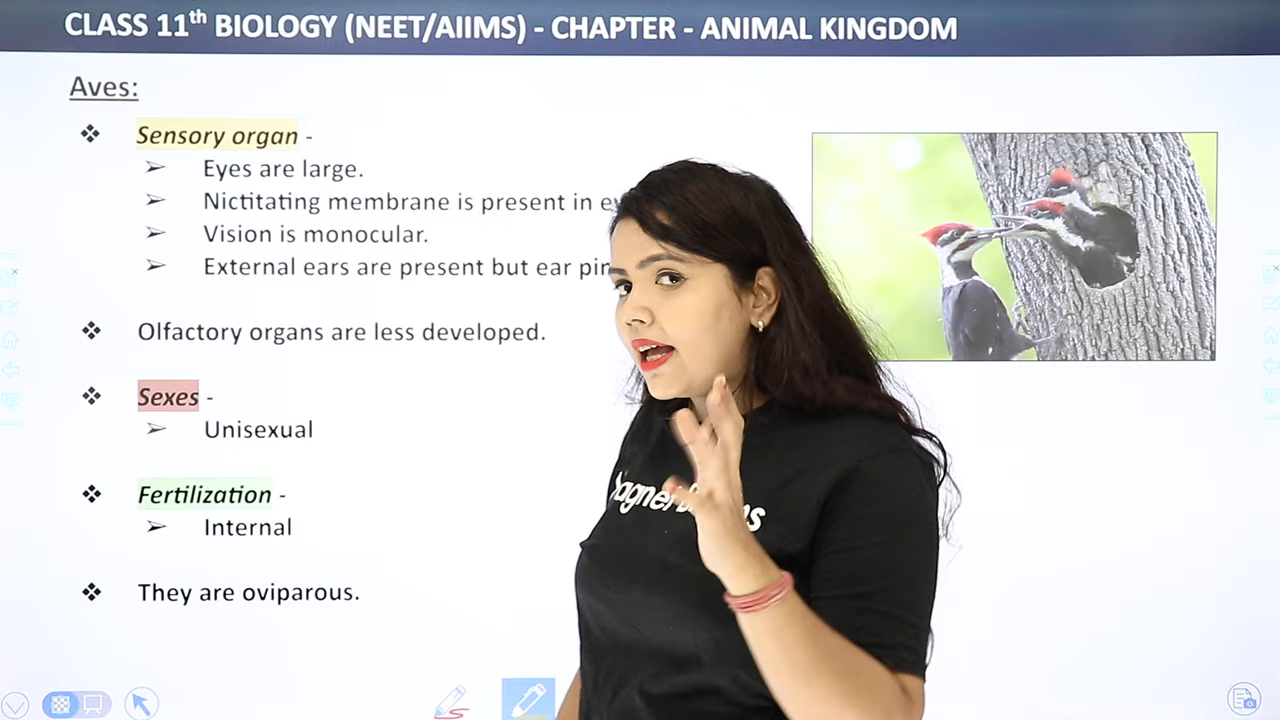 CLASS 11th BIOLOGY (NEET/AIIMS) - CHAPTER - ANIMAL KINGDOM
Aves:
❖ Sensory organ -
➢ Eyes are large.
➢ Nictitating membrane is present in
➢ Vision is monocular.
➢ External ears are present but ear
❖ Olfactory organs are less developed.
❖ Sexes -
➢ Unisexual
❖ Fertilization -
➢ Internal
❖ They are oviparous.